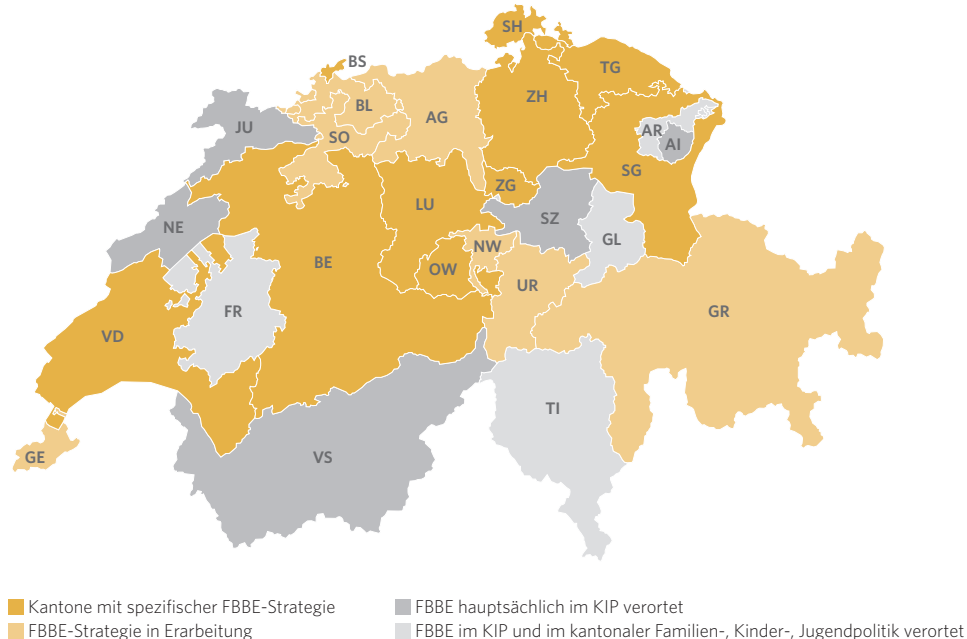 SH
BS
TG
ZH
BL
AG
JU
SO
AR
AI
SG
ZG
LU
SZ
NE
NW
GL
BE
OW
UR
FR
GR
VD
TI
GE
VS
Kantone mit spezifischer FBBE-Strategie
FBBE-Strategie in Erarbeitung
FBBE hauptsächlich im KIP verortet
FBBE im KIP und im kantonaler Familien-, Kinder-, Jugendpolitik verortet